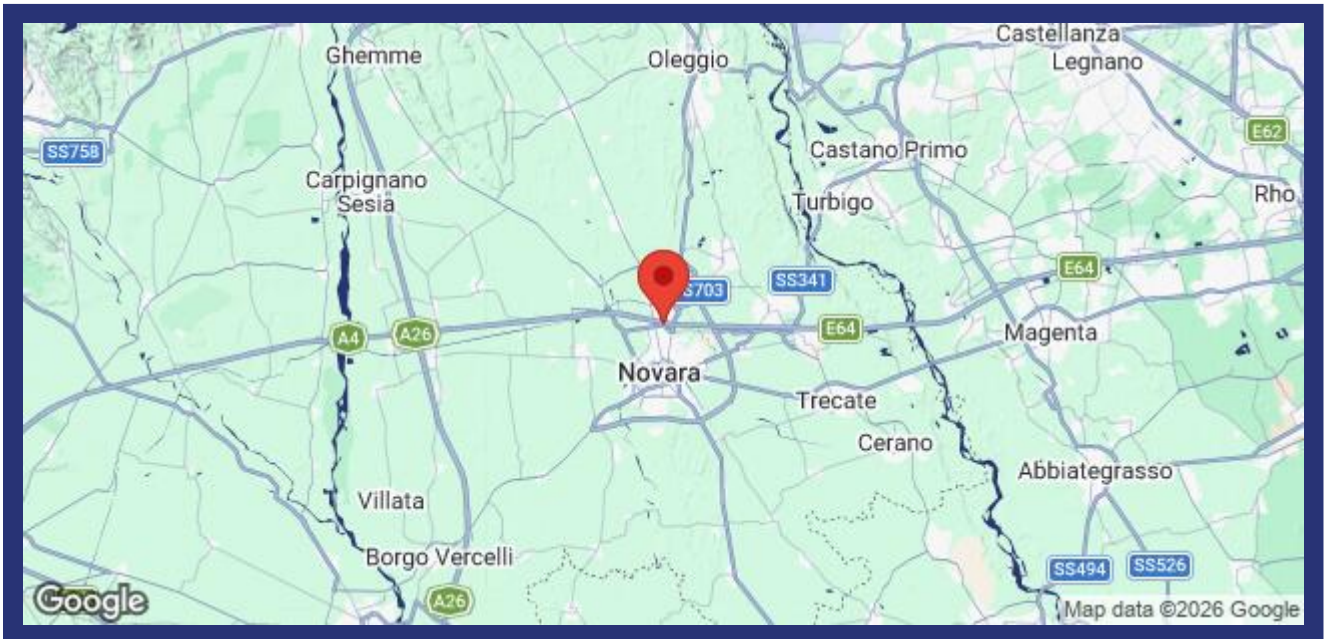 Castellanza
Ghemme
Oleggio
Legnano
E62
SS758
Castano Primo
Carpignano
Sesia
Rho
Turbigo
E64
SS341
S703
A4
A26
E64
Magenta
Novara
Trecate
Cerano
Abbiategrasso
Villata
Borgo Vercelli
SS494
SS526
A26
Google
Map data ©2026 Google